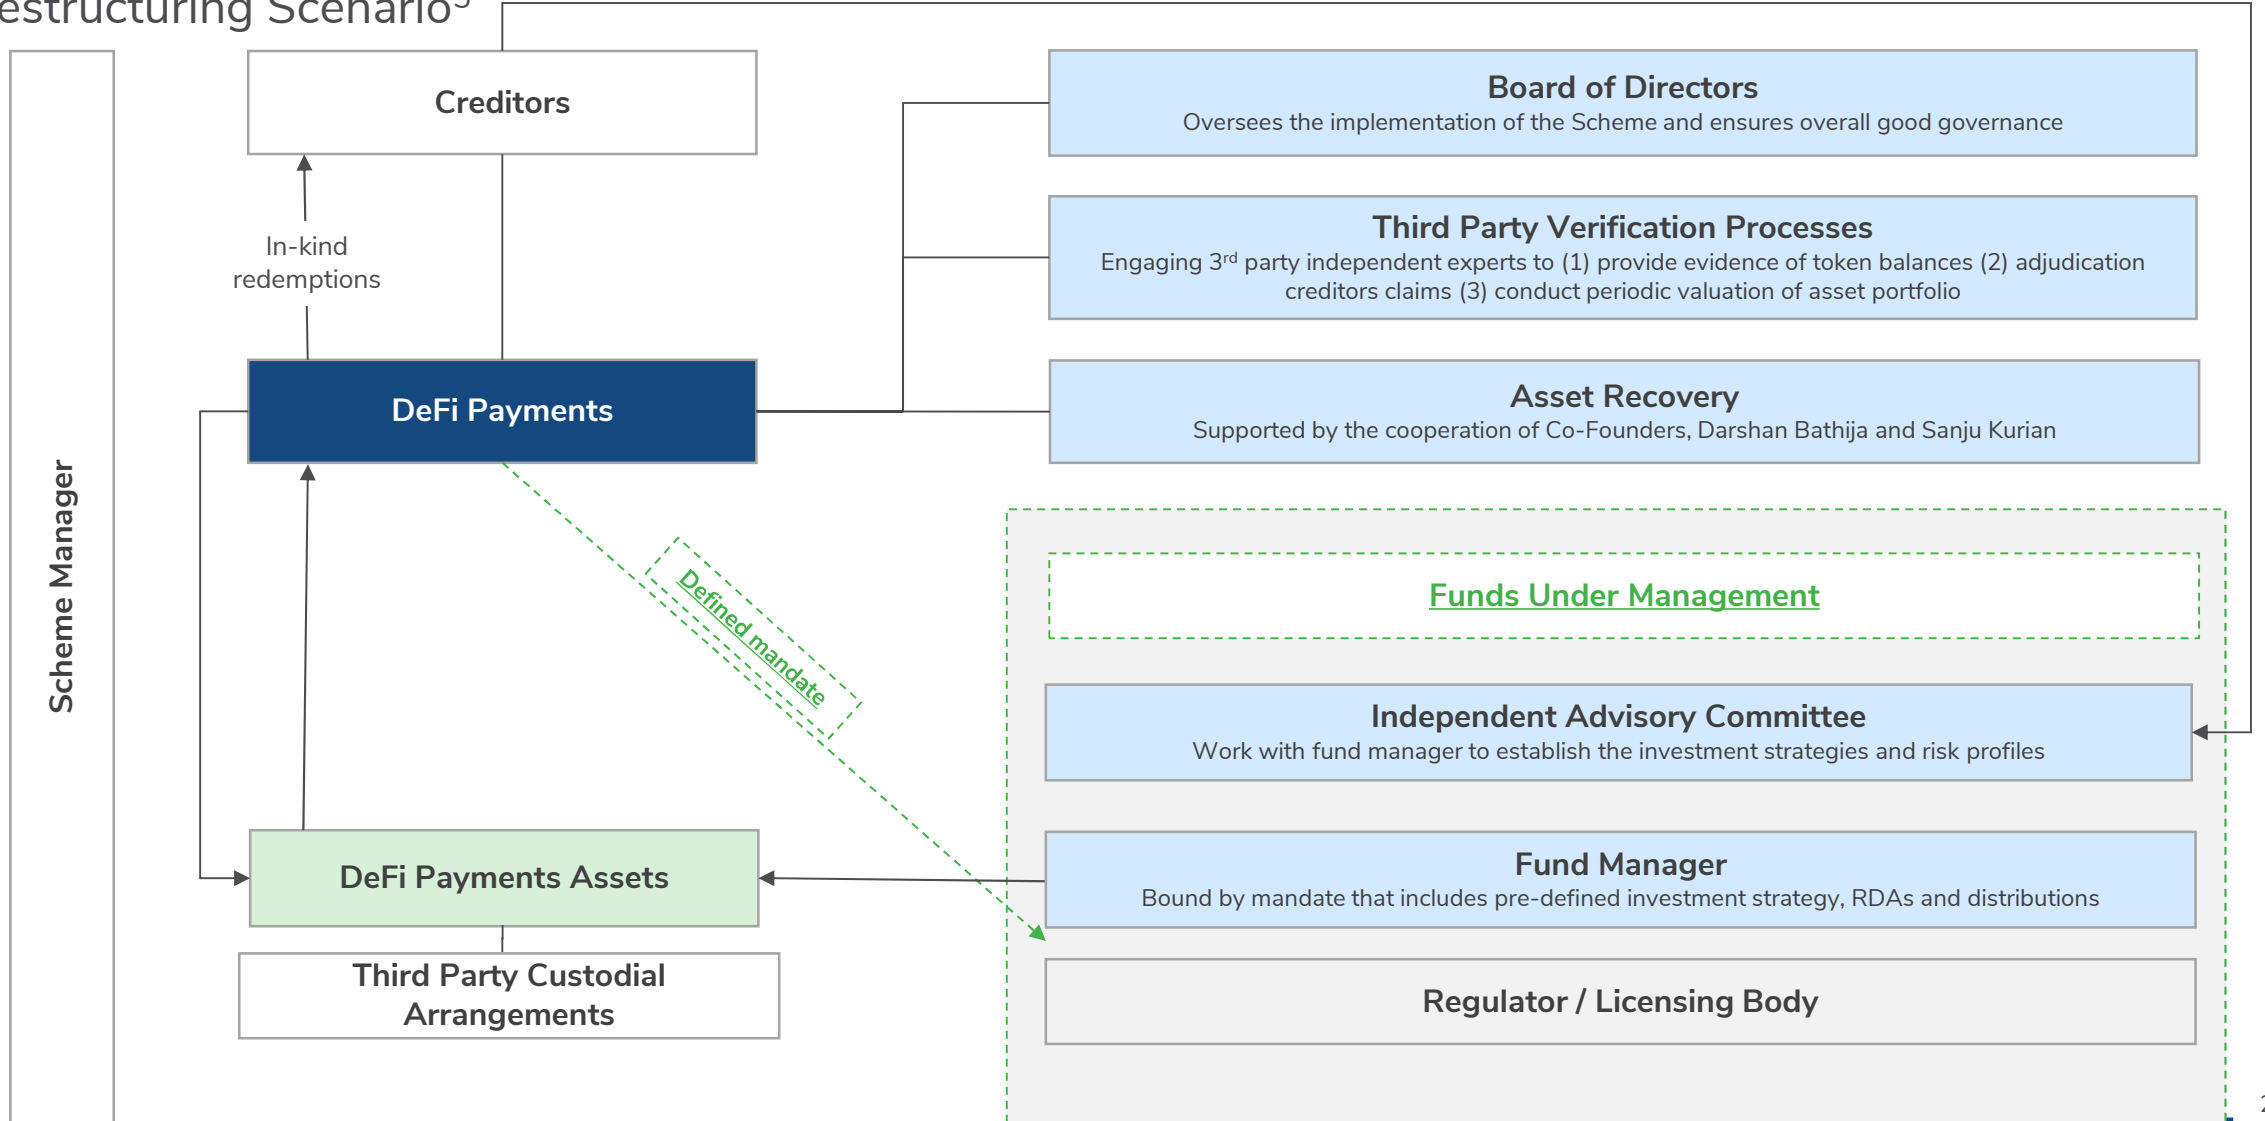 estructuring Scenario
Creditors
In-kind
redemptions
DeFi Payments
Scheme Manager
Defined mandate
DeFi Payments Assets
Third Party Custodial
Arrangements
Board of Directors
Oversees the implementation of the Scheme and ensures overall good governance
Third Party Verification Processes
Engaging 3rd party independent experts to (1) provide evidence of token balances (2) adjudication
creditors claims (3) conduct periodic valuation of asset portfolio
Asset Recovery
Supported by the cooperation of Co-Founders, Darshan Bathija and Sanju Kurian
Funds Under Management
Independent Advisory Committee
Work with fund manager to establish the investment strategies and risk profiles
Fund Manager
Bound by mandate that includes pre-defined investment strategy, RDAs and distributions
Regulator / Licensing Body